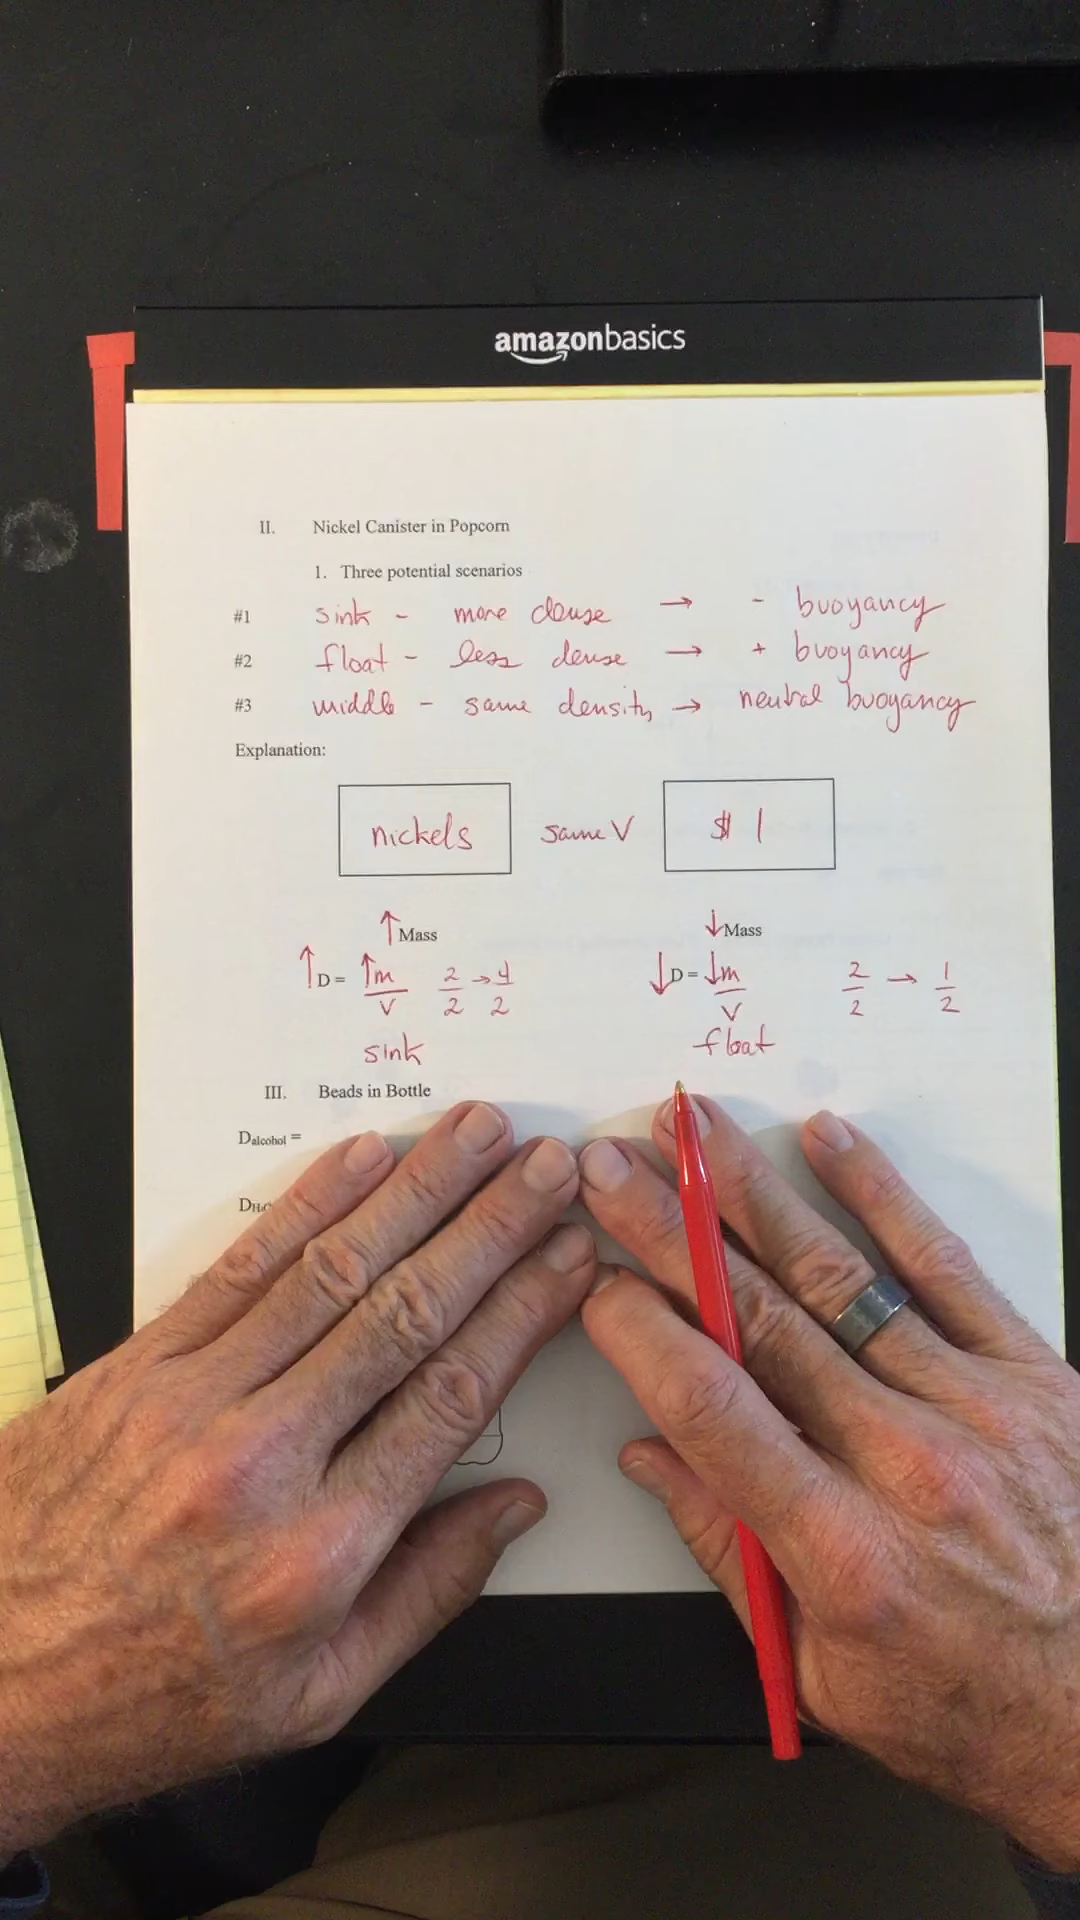 amazonbasics
II. Nickel Canister in Popcorn
1. Three potential scenarios
#1 sink - more dense → - buoyancy
#2 float - less dense → + buoyancy
#3 middle - same density → neutral buoyancy
Explanation:
nickels same V $ 1
↑ Mass ↓ Mass
↑ D = ↑m/V 2/2 → 4/2 ↓ D = ↓m/V 2/2 → 1/2
sink float
III. Beads in Bottle
Dalcohol =